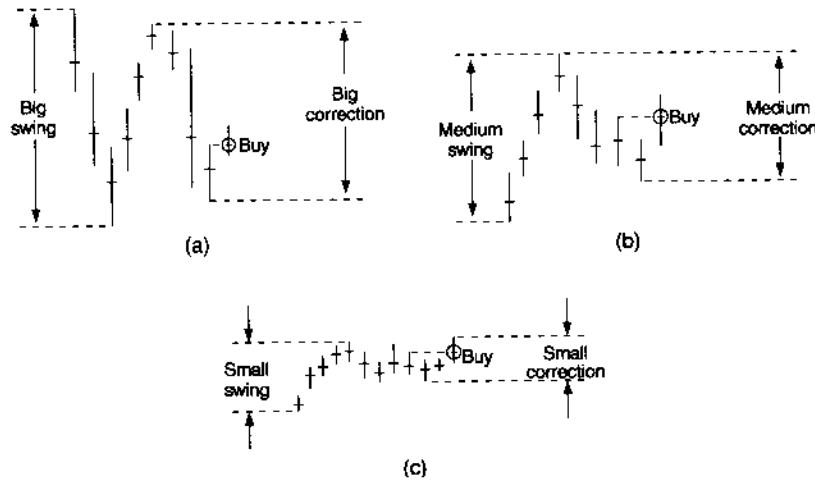 Big
swing
Buy
Big
correction
(a)
Medium
swing
Buy
Medium
correction
(b)
Small
swing
Buy
Small
correction
(c)